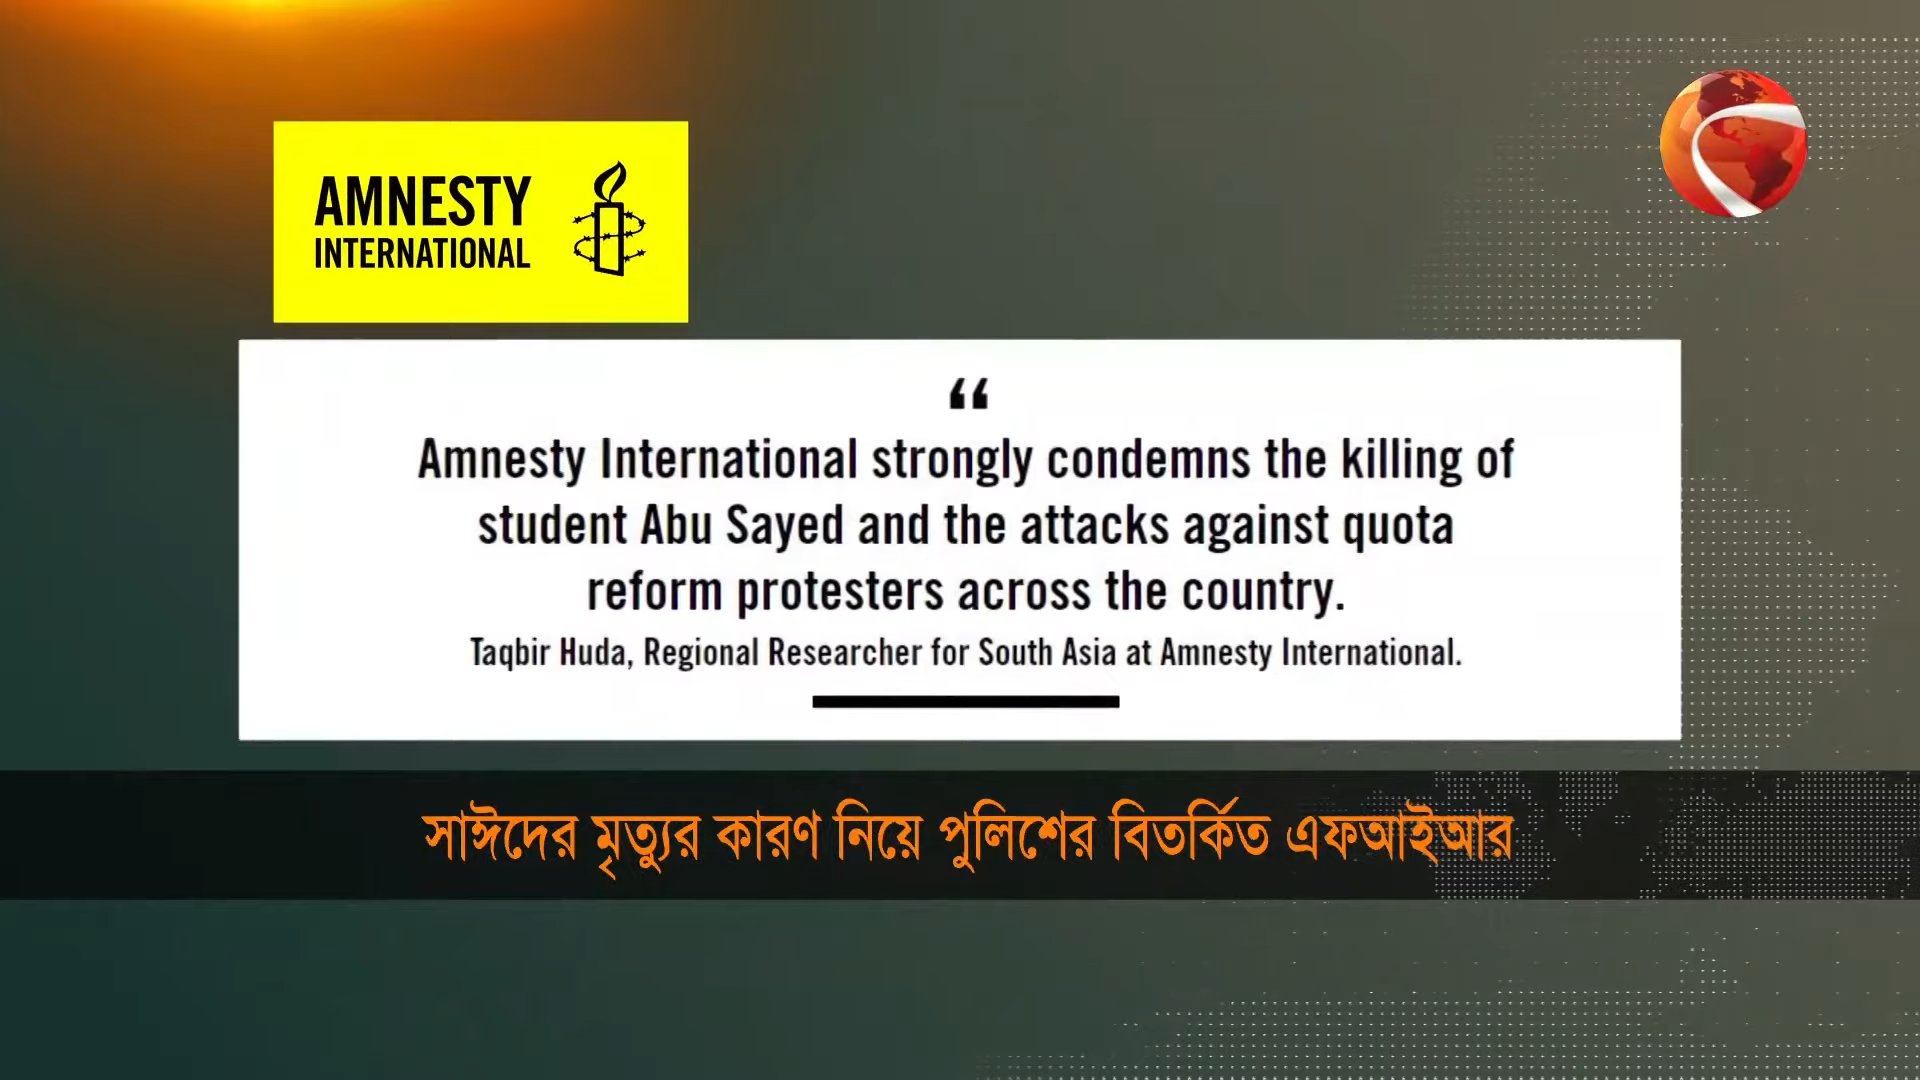 AMNESTY
INTERNATIONAL
“
Amnesty International strongly condemns the killing of
student Abu Sayed and the attacks against quota
reform protesters across the country.
Taqbir Huda, Regional Researcher for South Asia at Amnesty International.
সাঈদের মৃত্যুর কারণ নিয়ে পুলিশের বিতর্কিত এফআইআর